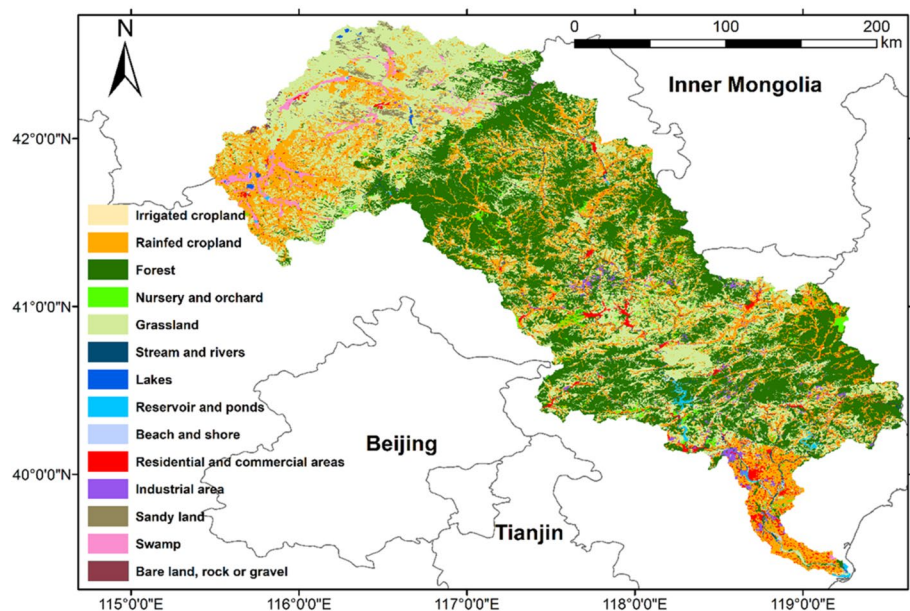 N
0 100 200
km
Inner Mongolia
42°0'0"N
41°0'0"N
40°0'0"N
Irrigated cropland
Rainfed cropland
Forest
Nursery and orchard
Grassland
Stream and rivers
Lakes
Reservoir and ponds
Beach and shore
Residential and commercial areas
Industrial area
Sandy land
Swamp
Bare land, rock or gravel
Beijing
Tianjin
115°0'0"E 116°0'0"E 117°0'0"E 118°0'0"E 119°0'0"E